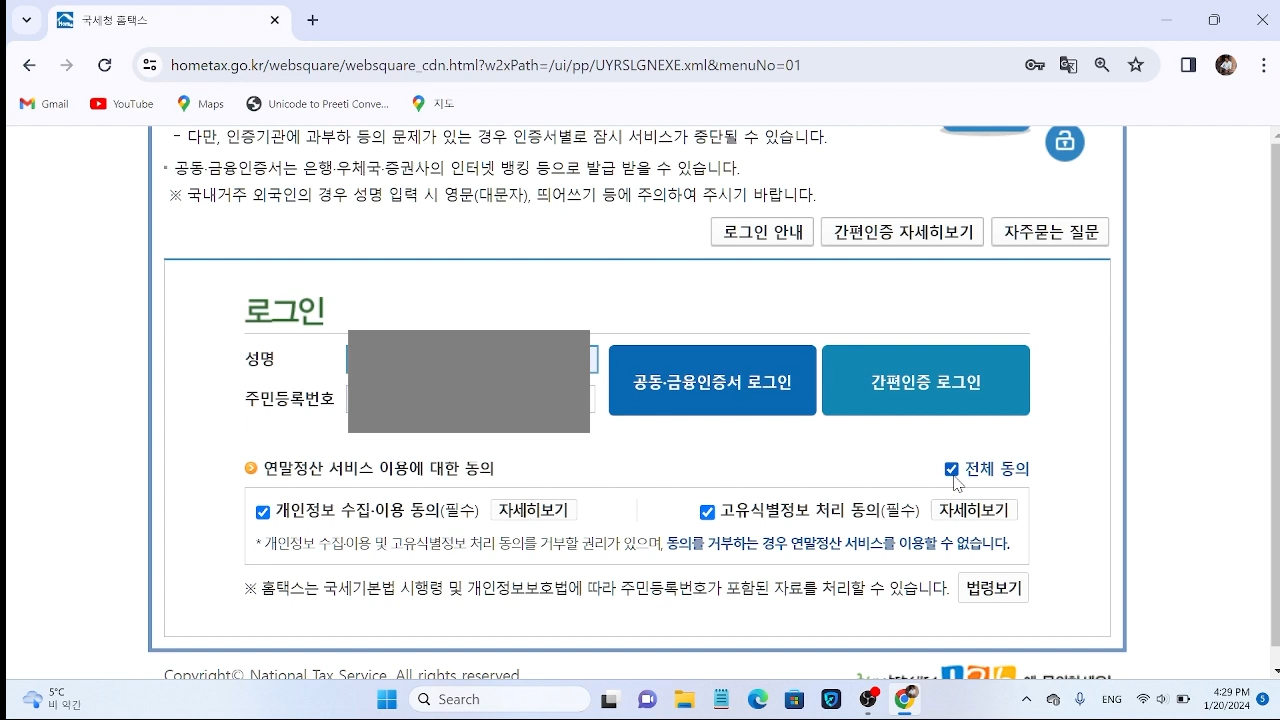 국세청 홈택스
hometax.go.kr/websquare/websquare_cdn.html?w2xPath=/ui/pp/UYRSLGNEXE.xml&menuNo=01
Gmail
YouTube
Maps
Unicode to Preeti Conve...
지도
- 다만, 인증기관에 과부하 등의 문제가 있는 경우 인증서별로 잠시 서비스가 중단될 수 있습니다.
▪ 공동·금융인증서는 은행·우체국·증권사의 인터넷 뱅킹 등으로 발급 받을 수 있습니다.
※ 국내거주 외국인의 경우 성명 입력 시 영문(대문자), 띄어쓰기 등에 주의하여 주시기 바랍니다.
로그인 안내
간편인증 자세히보기
자주묻는 질문
로그인
성명
주민등록번호
공동·금융인증서 로그인
간편인증 로그인
연말정산 서비스 이용에 대한 동의
전체 동의
개인정보 수집·이용 동의(필수)
자세히보기
고유식별정보 처리 동의(필수)
자세히보기
* 개인정보 수집·이용 및 고유식별정보 처리 동의를 거부할 권리가 있으며, 동의를 거부하는 경우 연말정산 서비스를 이용할 수 없습니다.
※ 홈택스는 국세기본법 시행령 및 개인정보보호법에 따라 주민등록번호가 포함된 자료를 처리할 수 있습니다.
법령보기
Copyright© National Tax Service. All rights reserved
5°C
비 약간
Search
ENG
4:29 PM
1/20/2024
5